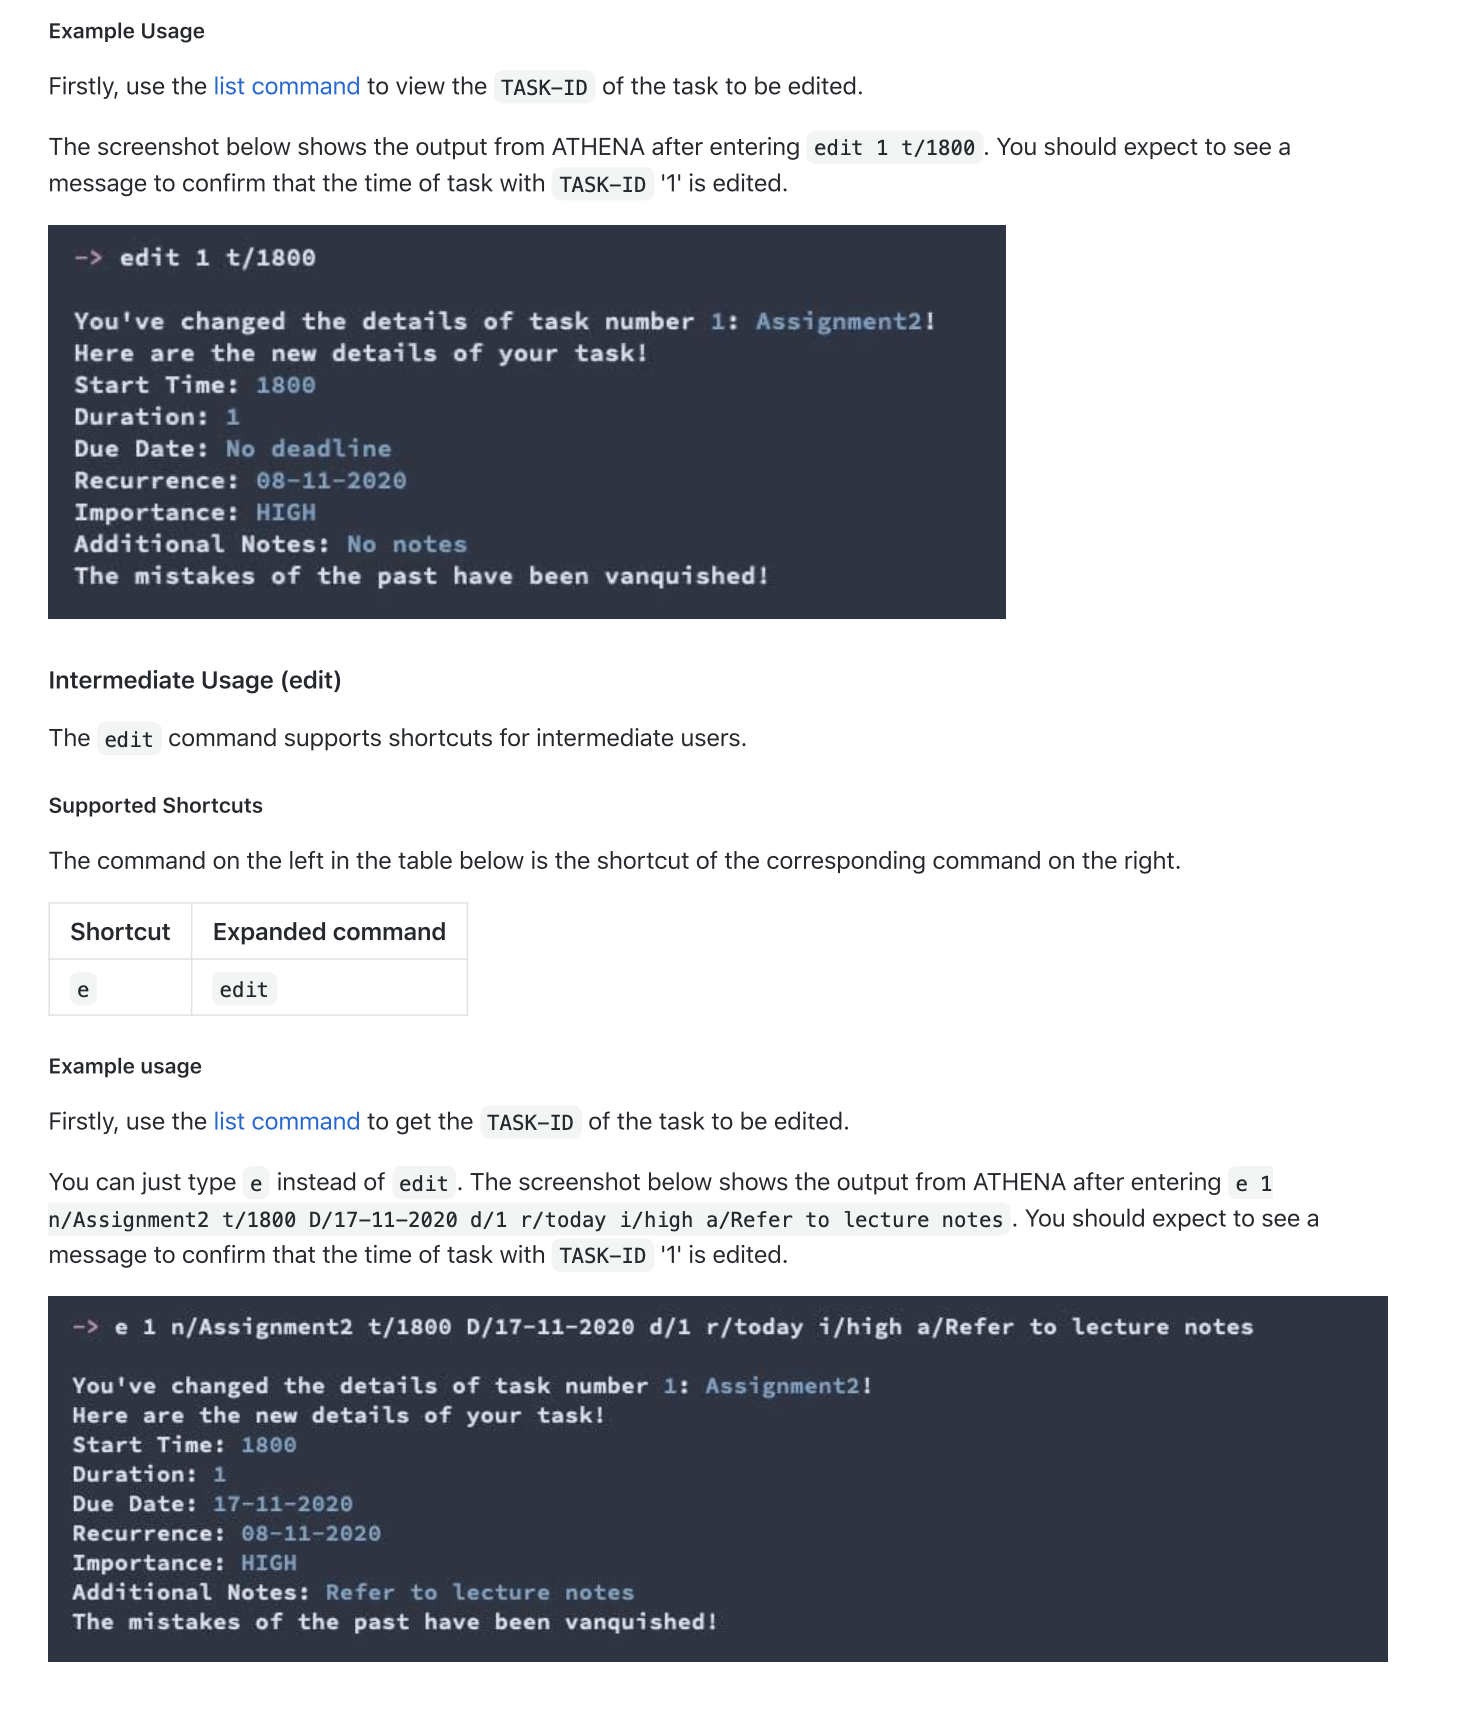 Example Usage
Firstly, use the list command to view the TASK-ID of the task to be edited.
The screenshot below shows the output from ATHENA after entering edit 1 t/1800 . You should expect to see a
message to confirm that the time of task with TASK-ID '1' is edited.
-> edit 1 t/1800
You've changed the details of task number 1: Assignment2!
Here are the new details of your task!
Start Time: 1800
Duration: 1
Due Date: No deadline
Recurrence: 08-11-2020
Importance: HIGH
Additional Notes: No notes
The mistakes of the past have been vanquished!
Intermediate Usage (edit)
The edit command supports shortcuts for intermediate users.
Supported Shortcuts
The command on the left in the table below is the shortcut of the corresponding command on the right.
Shortcut Expanded command
e edit
Example usage
Firstly, use the list command to get the TASK-ID of the task to be edited.
You can just type e instead of edit . The screenshot below shows the output from ATHENA after entering e 1
n/Assignment2 t/1800 D/17-11-2020 d/1 r/today i/high a/Refer to lecture notes . You should expect to see a
message to confirm that the time of task with TASK-ID '1' is edited.
-> e 1 n/Assignment2 t/1800 D/17-11-2020 d/1 r/today i/high a/Refer to lecture notes
You've changed the details of task number 1: Assignment2!
Here are the new details of your task!
Start Time: 1800
Duration: 1
Due Date: 17-11-2020
Recurrence: 08-11-2020
Importance: HIGH
Additional Notes: Refer to lecture notes
The mistakes of the past have been vanquished!